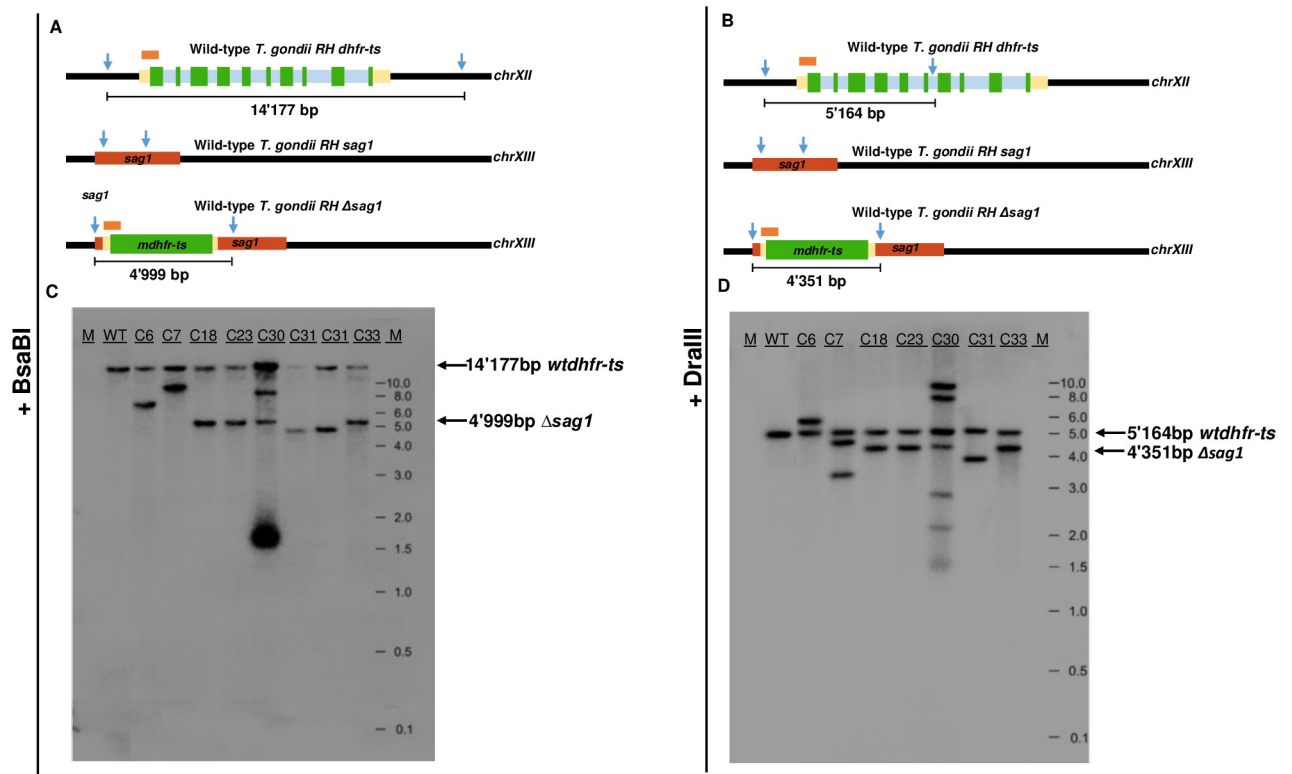 A
Wild-type T. gondii RH dhfr-ts
chrXII
14'177 bp
Wild-type T. gondii RH sag1
sag1
chrXIII
sag1
Wild-type T. gondii RH Δsag1
mdhfr-ts
sag1
chrXIII
4'999 bp
+ BsaBI
C
M WT C6 C7 C18 C23 C30 C31 C31 C33 M
14'177bp wtdhfr-ts
4'999bp Δsag1
10.0
8.0
6.0
5.0
4.0
3.0
2.0
1.5
1.0
0.5
0.1
B
Wild-type T. gondii RH dhfr-ts
chrXII
5'164 bp
Wild-type T. gondii RH sag1
sag1
chrXIII
Wild-type T. gondii RH Δsag1
mdhfr-ts
sag1
chrXIII
4'351 bp
+ DraIII
D
M WT C6 C7 C18 C23 C30 C31 C33 M
5'164bp wtdhfr-ts
4'351bp Δsag1
10.0
8.0
6.0
5.0
4.0
3.0
2.0
1.5
1.0
0.5
0.1